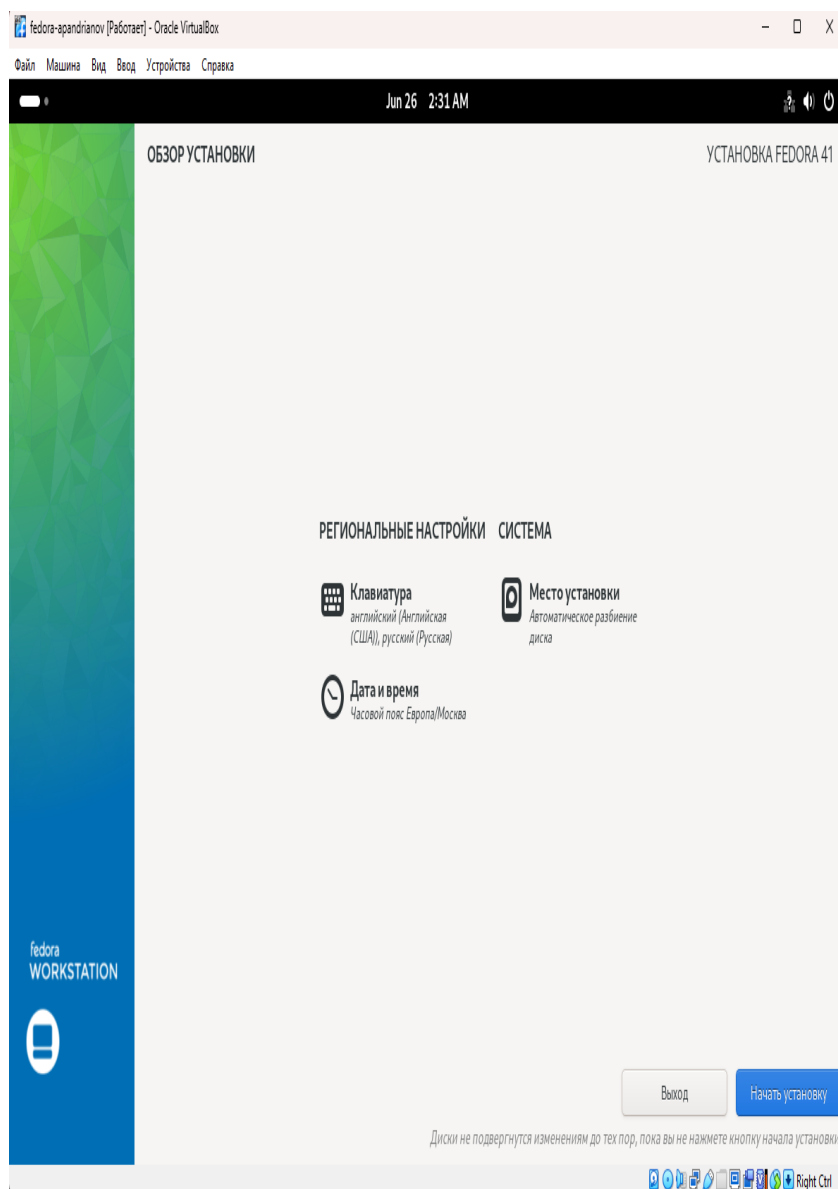 fedora-apandrianov [Работает] - Oracle VirtualBox
Файл Машина Вид Ввод Устройства Справка
Jun 26 2:31 AM
ОБЗОР УСТАНОВКИ
УСТАНОВКА FEDORA 41
РЕГИОНАЛЬНЫЕ НАСТРОЙКИ
Клавиатура
английский (Английская
(США)), русский (Русская)
Дата и время
Часовой пояс Европа/Москва
СИСТЕМА
Место установки
Автоматическое разбиение
диска
fedora
WORKSTATION
Выход
Начать установку
Диски не подвергнутся изменениям до тех пор, пока вы не нажмете кнопку начала установки
Right Ctrl